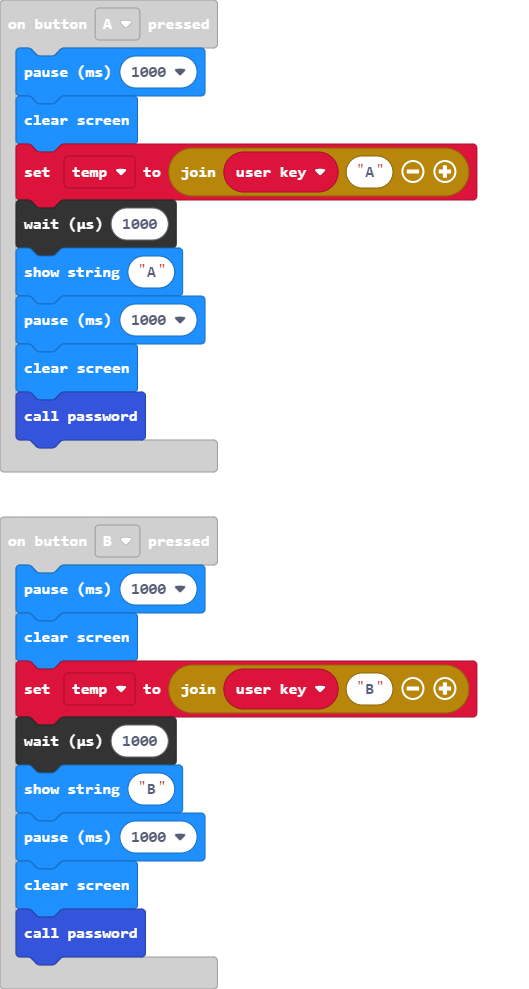 on button A pressed
pause (ms) 1000
clear screen
set temp to join user key "A"
wait (µs) 1000
show string "A"
pause (ms) 1000
clear screen
call password
on button B pressed
pause (ms) 1000
clear screen
set temp to join user key "B"
wait (µs) 1000
show string "B"
pause (ms) 1000
clear screen
call password